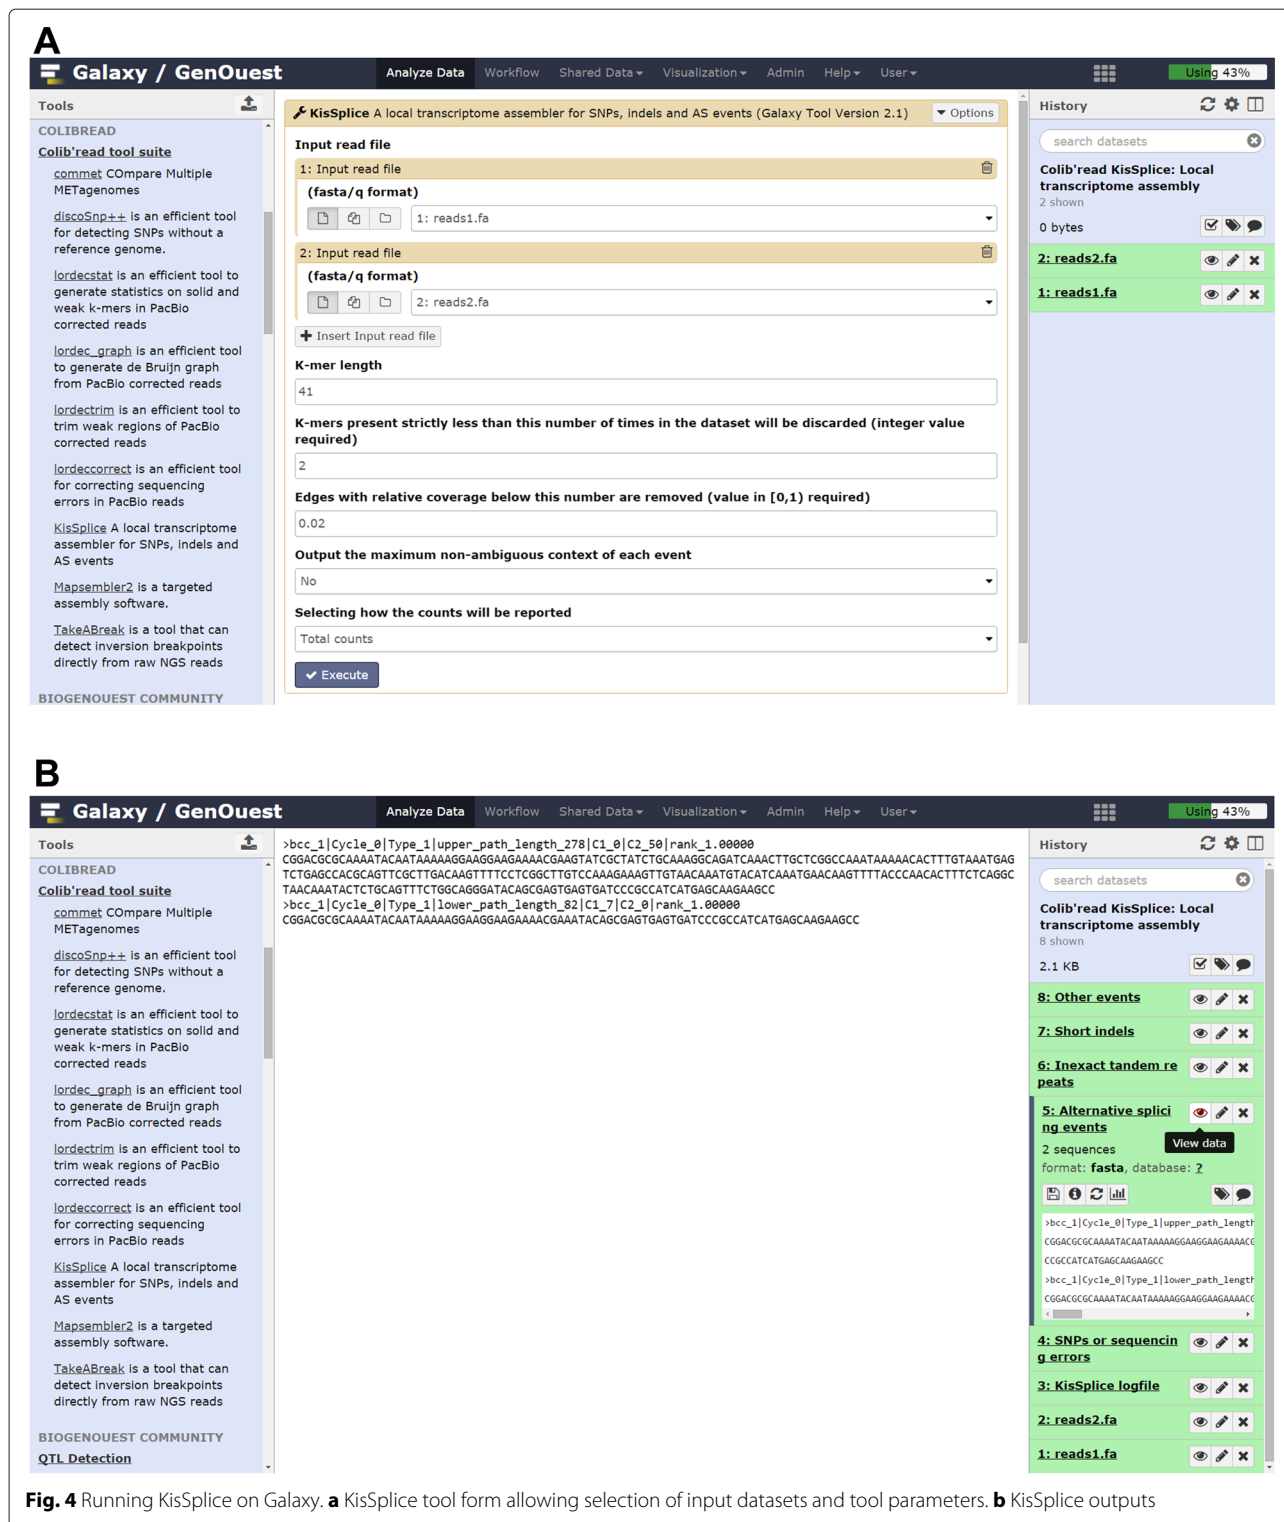 A
Galaxy / GenOuest
Analyze Data Workflow Shared Data Visualization Admin Help User
Using 43%
Tools
COLIBREAD
Colib'read tool suite
commet COmpare Multiple
METagenomes
discoSnp++ is an efficient tool
for detecting SNPs without a
reference genome.
lordecstat is an efficient tool to
generate statistics on solid and
weak k-mers in PacBio
corrected reads
lordec_graph is an efficient tool
to generate de Bruijn graph
from PacBio corrected reads
lordectrim is an efficient tool to
trim weak regions of PacBio
corrected reads
lordeccorrect is an efficient tool
for correcting sequencing
errors in PacBio reads
KisSplice A local transcriptome
assembler for SNPs, indels and
AS events
Mapsembler2 is a targeted
assembly software.
TakeABreak is a tool that can
detect inversion breakpoints
directly from raw NGS reads
BIOGENOUEST COMMUNITY
KisSplice A local transcriptome assembler for SNPs, indels and AS events (Galaxy Tool Version 2.1)
Options
Input read file
1: Input read file
(fasta/q format)
1: reads1.fa
2: Input read file
(fasta/q format)
2: reads2.fa
Insert Input read file
K-mer length
41
K-mers present strictly less than this number of times in the dataset will be discarded (integer value
required)
2
Edges with relative coverage below this number are removed (value in [0,1) required)
0.02
Output the maximum non-ambiguous context of each event
No
Selecting how the counts will be reported
Total counts
Execute
History
search datasets
Colib'read KisSplice: Local
transcriptome assembly
2 shown
0 bytes
2: reads2.fa
1: reads1.fa
B
Galaxy / GenOuest
Analyze Data Workflow Shared Data Visualization Admin Help User
Using 43%
Tools
COLIBREAD
Colib'read tool suite
commet COmpare Multiple
METagenomes
discoSnp++ is an efficient tool
for detecting SNPs without a
reference genome.
lordecstat is an efficient tool to
generate statistics on solid and
weak k-mers in PacBio
corrected reads
lordec_graph is an efficient tool
to generate de Bruijn graph
from PacBio corrected reads
lordectrim is an efficient tool to
trim weak regions of PacBio
corrected reads
lordeccorrect is an efficient tool
for correcting sequencing
errors in PacBio reads
KisSplice A local transcriptome
assembler for SNPs, indels and
AS events
Mapsembler2 is a targeted
assembly software.
TakeABreak is a tool that can
detect inversion breakpoints
directly from raw NGS reads
BIOGENOUEST COMMUNITY
QTL Detection
>bcc_1|Cycle_0|Type_1|upper_path_length_278|C1_0|C2_50|rank_1.00000
CGGACGCGCAAAATACAATAAAAAGGAAGGAAGAAAACGAAGTATCGCTATCTGCAAAGGCAGATCAAACTTGCTCGGCCAAATAAAAACACTTTGTAAATGAG
TCTGAGCCACGCAGTTCGCTTGACAAGTTTTCCTCGGCTTGTCCAAAGAAAGTTGTAACAAATGTACATCAAATGAACAAGTTTTACCCAACACTTTCTCAGGC
TAACAAATACTCTGCAGTTTCTGGCAGGGATACAGCGAGTGAGTGATCCCGCCATCATGAGCAAGAAGCC
>bcc_1|Cycle_0|Type_1|lower_path_length_82|C1_7|C2_0|rank_1.00000
CGGACGCGCAAAATACAATAAAAAGGAAGGAAGAAAACGAAATACAGCGAGTGAGTGATCCCGCCATCATGAGCAAGAAGCC
History
search datasets
Colib'read KisSplice: Local
transcriptome assembly
8 shown
2.1 KB
8: Other events
7: Short indels
6: Inexact tandem re
peats
5: Alternative splici
ng events
View data
2 sequences
format: fasta, database: ?
>bcc_1|Cycle_0|Type_1|upper_path_length
CGGACGCGCAAAATACAATAAAAAGGAAGGAAGAAAACG
CCGCCATCATGAGCAAGAAGCC
>bcc_1|Cycle_0|Type_1|lower_path_length
CGGACGCGCAAAATACAATAAAAAGGAAGGAAGAAAACG
4: SNPs or sequencin
g errors
3: KisSplice logfile
2: reads2.fa
1: reads1.fa
Fig. 4 Running KisSplice on Galaxy. a KisSplice tool form allowing selection of input datasets and tool parameters. b KisSplice outputs